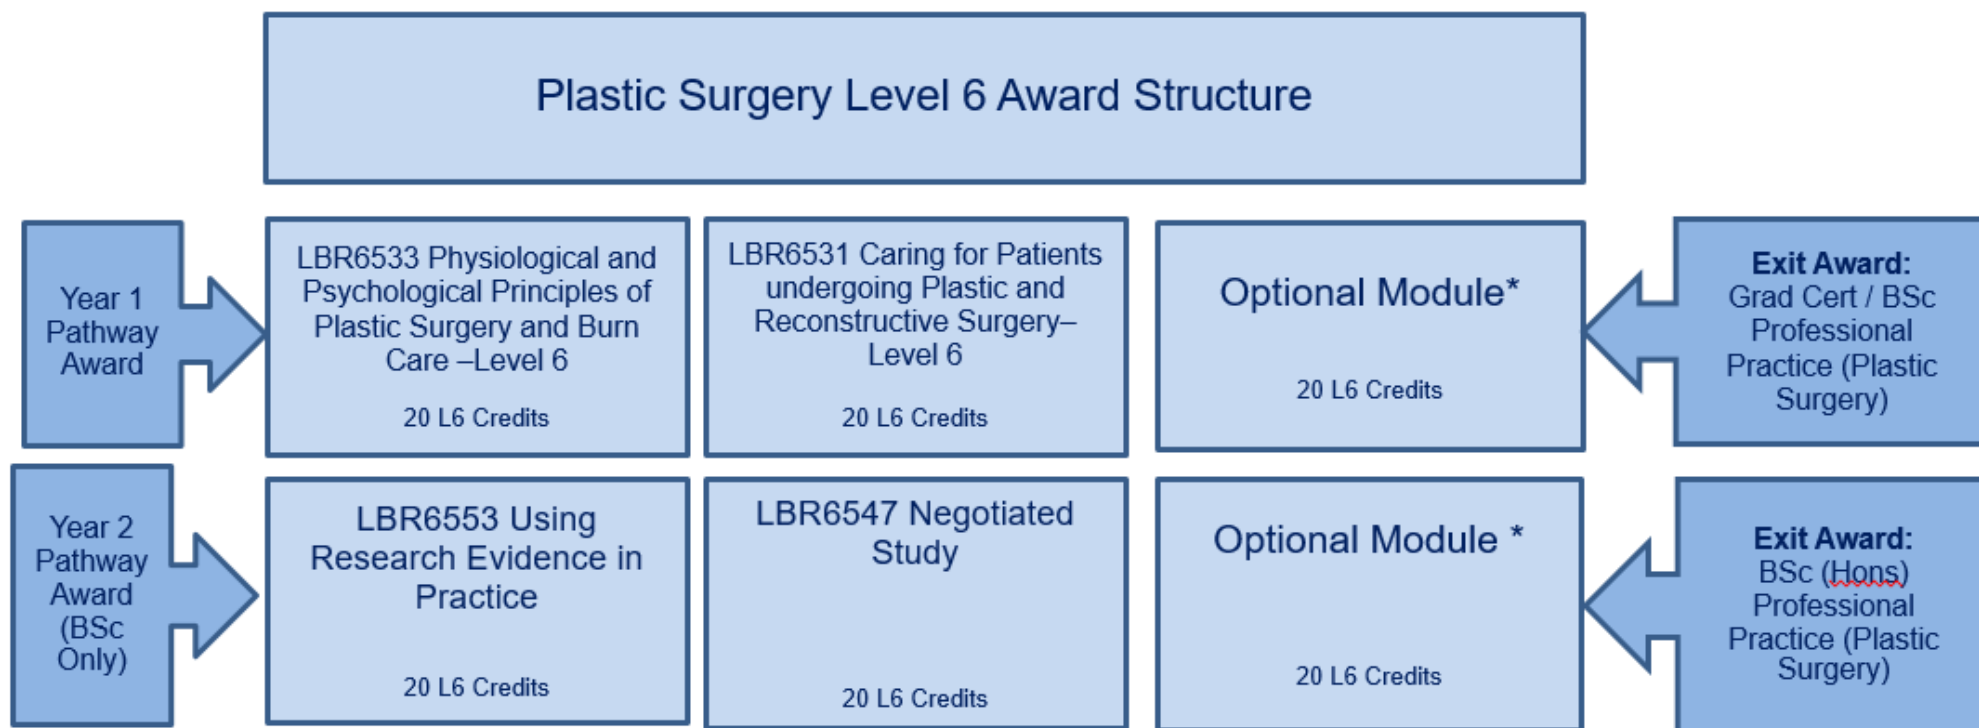 Plastic Surgery Level 6 Award Structure
Year 1
Pathway
Award
LBR6533 Physiological and
Psychological Principles of
Plastic Surgery and Burn
Care –Level 6
20 L6 Credits
LBR6531 Caring for Patients
undergoing Plastic and
Reconstructive Surgery–
Level 6
20 L6 Credits
Optional Module*
20 L6 Credits
Exit Award:
Grad Cert / BSc
Professional
Practice (Plastic
Surgery)
Year 2
Pathway
Award
(BSc
Only)
LBR6553 Using
Research Evidence in
Practice
20 L6 Credits
LBR6547 Negotiated
Study
20 L6 Credits
Optional Module *
20 L6 Credits
Exit Award:
BSc (Hons)
Professional
Practice (Plastic
Surgery)